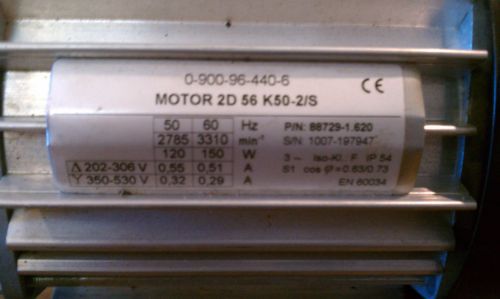 0-900-96-440-6
CE
MOTOR 2D 56 K50-2/S
50 60 Hz P/N: 88729-1.620
2785 3310 min⁻¹ S/N: 1007-197947
120 150 W 3~ Iso-Kl. F IP 54
Δ 202-306 V 0,55 0,51 A S1 cos φ=0.83/0.73
Y 350-530 V 0,32 0,29 A EN 60034